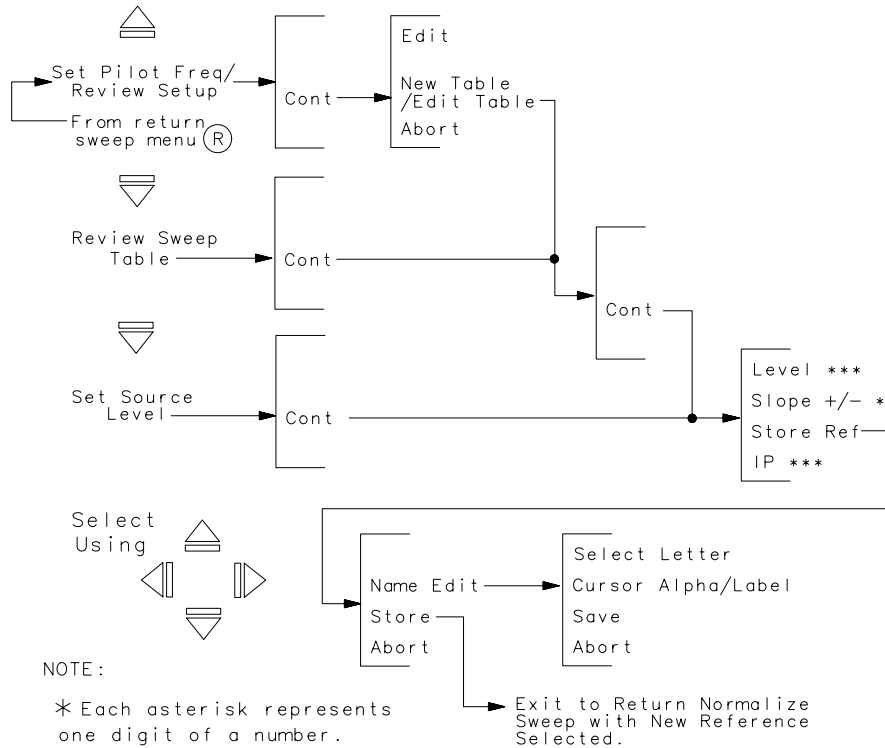 Edit
Set Pilot Freq/
Review Setup
Cont
New Table
/Edit Table
From return
sweep menu R
Abort
Review Sweep
Table
Cont
Cont
Set Source
Level
Cont
Level ***
Slope +/- *
Store Ref
IP ***
Select
Using
Name Edit
Store
Abort
Select Letter
Cursor Alpha/Label
Save
Abort
NOTE:
* Each asterisk represents
one digit of a number.
Exit to Return Normalize
Sweep with New Reference
Selected.